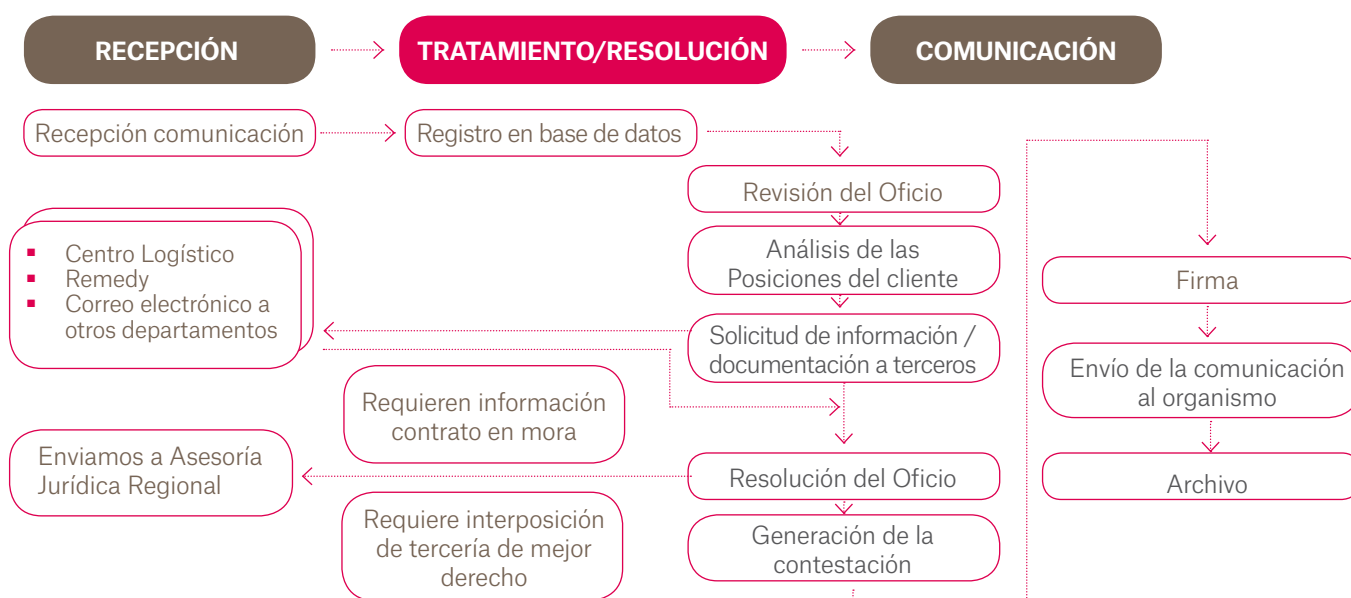 RECEPCIÓN
TRATAMIENTO/RESOLUCIÓN
COMUNICACIÓN
Recepción comunicación
Registro en base de datos
Revisión del Oficio
Análisis de las
Posiciones del cliente
Solicitud de información /
documentación a terceros
▪ Centro Logístico
▪ Remedy
▪ Correo electrónico a
otros departamentos
Requieren información
contrato en mora
Enviamos a Asesoría
Jurídica Regional
Requiere interposición
de tercería de mejor
derecho
Resolución del Oficio
Generación de la
contestación
Firma
Envío de la comunicación
al organismo
Archivo